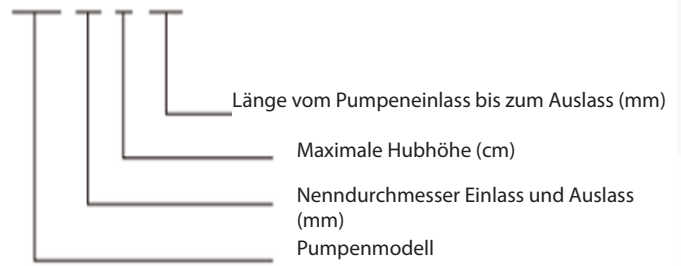 Länge vom Pumpeneinlass bis zum Auslass (mm)
Maximale Hubhöhe (cm)
Nenndurchmesser Einlass und Auslass
(mm)
Pumpenmodell